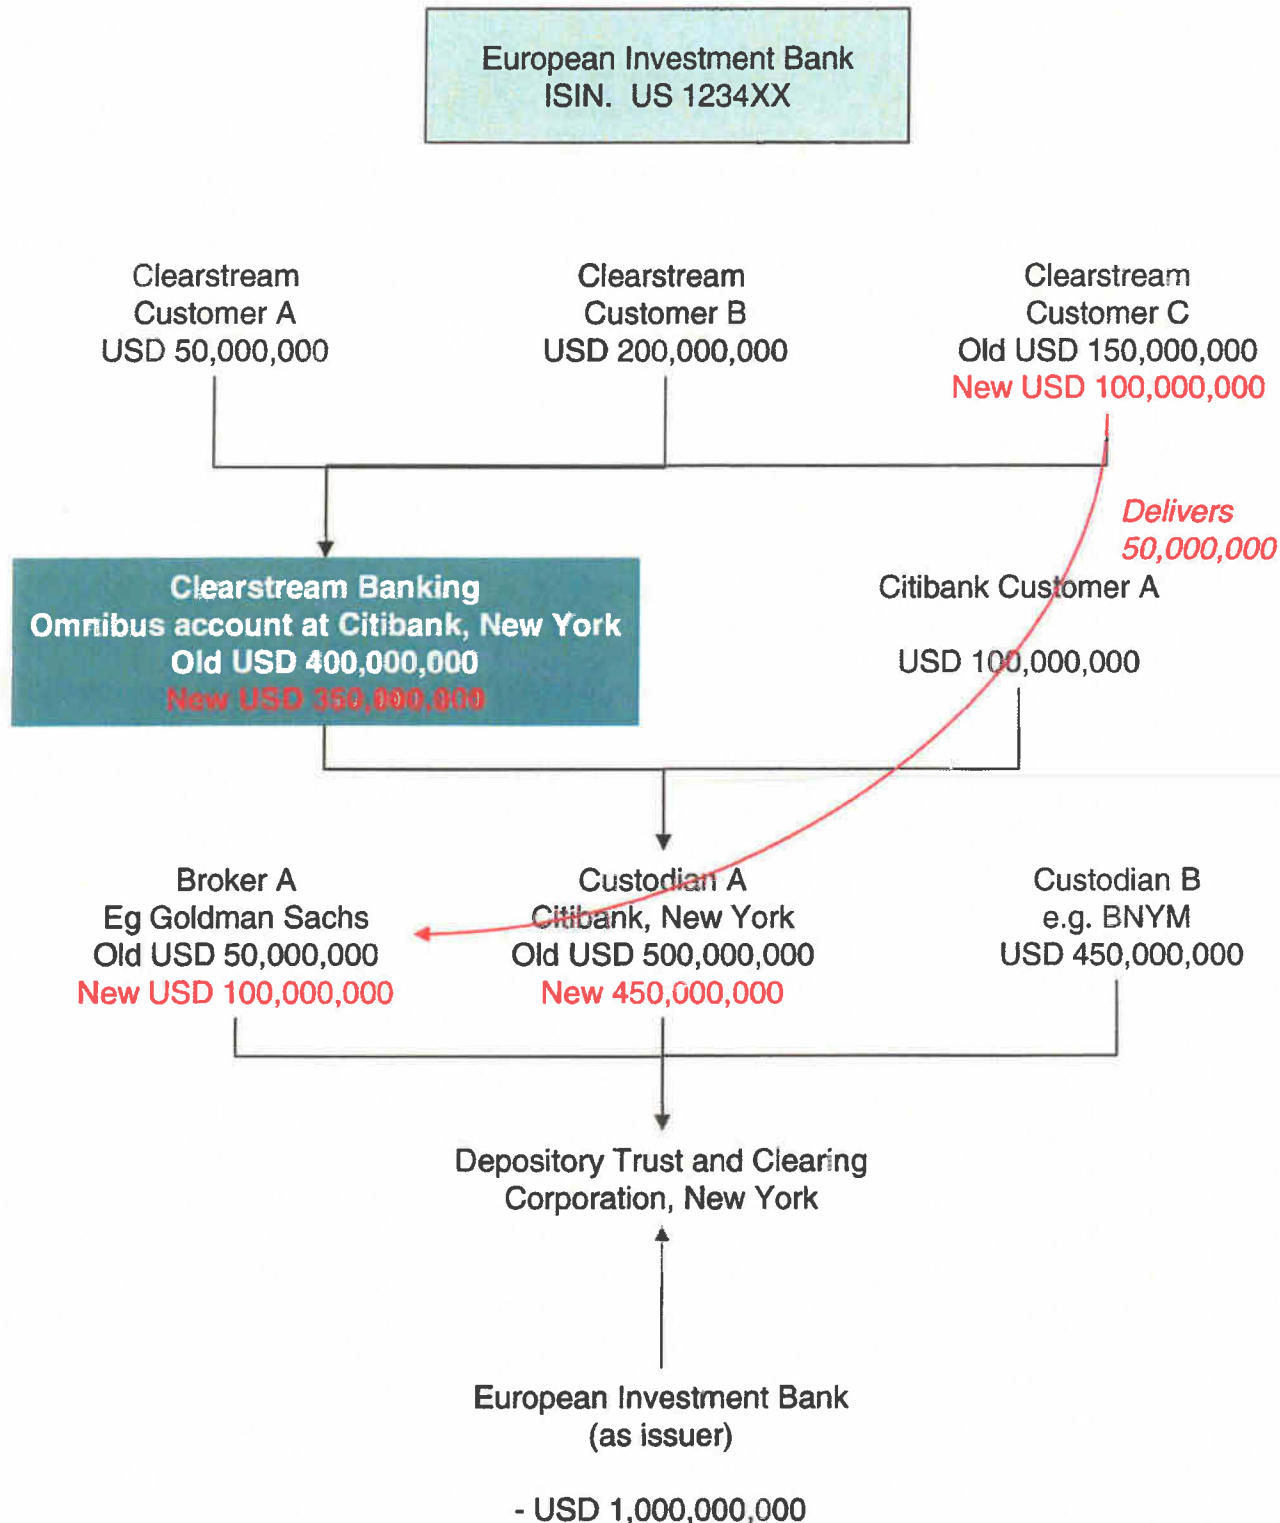 European Investment Bank
ISIN.  US 1234XX
Clearstream
Customer A
USD 50,000,000
Clearstream
Customer B
USD 200,000,000
Clearstream
Customer C
Old USD 150,000,000
New USD 100,000,000
Delivers
50,000,000
Clearstream Banking
Omnibus account at Citibank, New York
Old USD 400,000,000
New USD 350,000,000
Citibank Customer A
USD 100,000,000
Broker A
Eg Goldman Sachs
Old USD 50,000,000
New USD 100,000,000
Custodian A
Citibank, New York
Old USD 500,000,000
New 450,000,000
Custodian B
e.g. BNYM
USD 450,000,000
Depository Trust and Clearing
Corporation, New York
European Investment Bank
(as issuer)
- USD 1,000,000,000